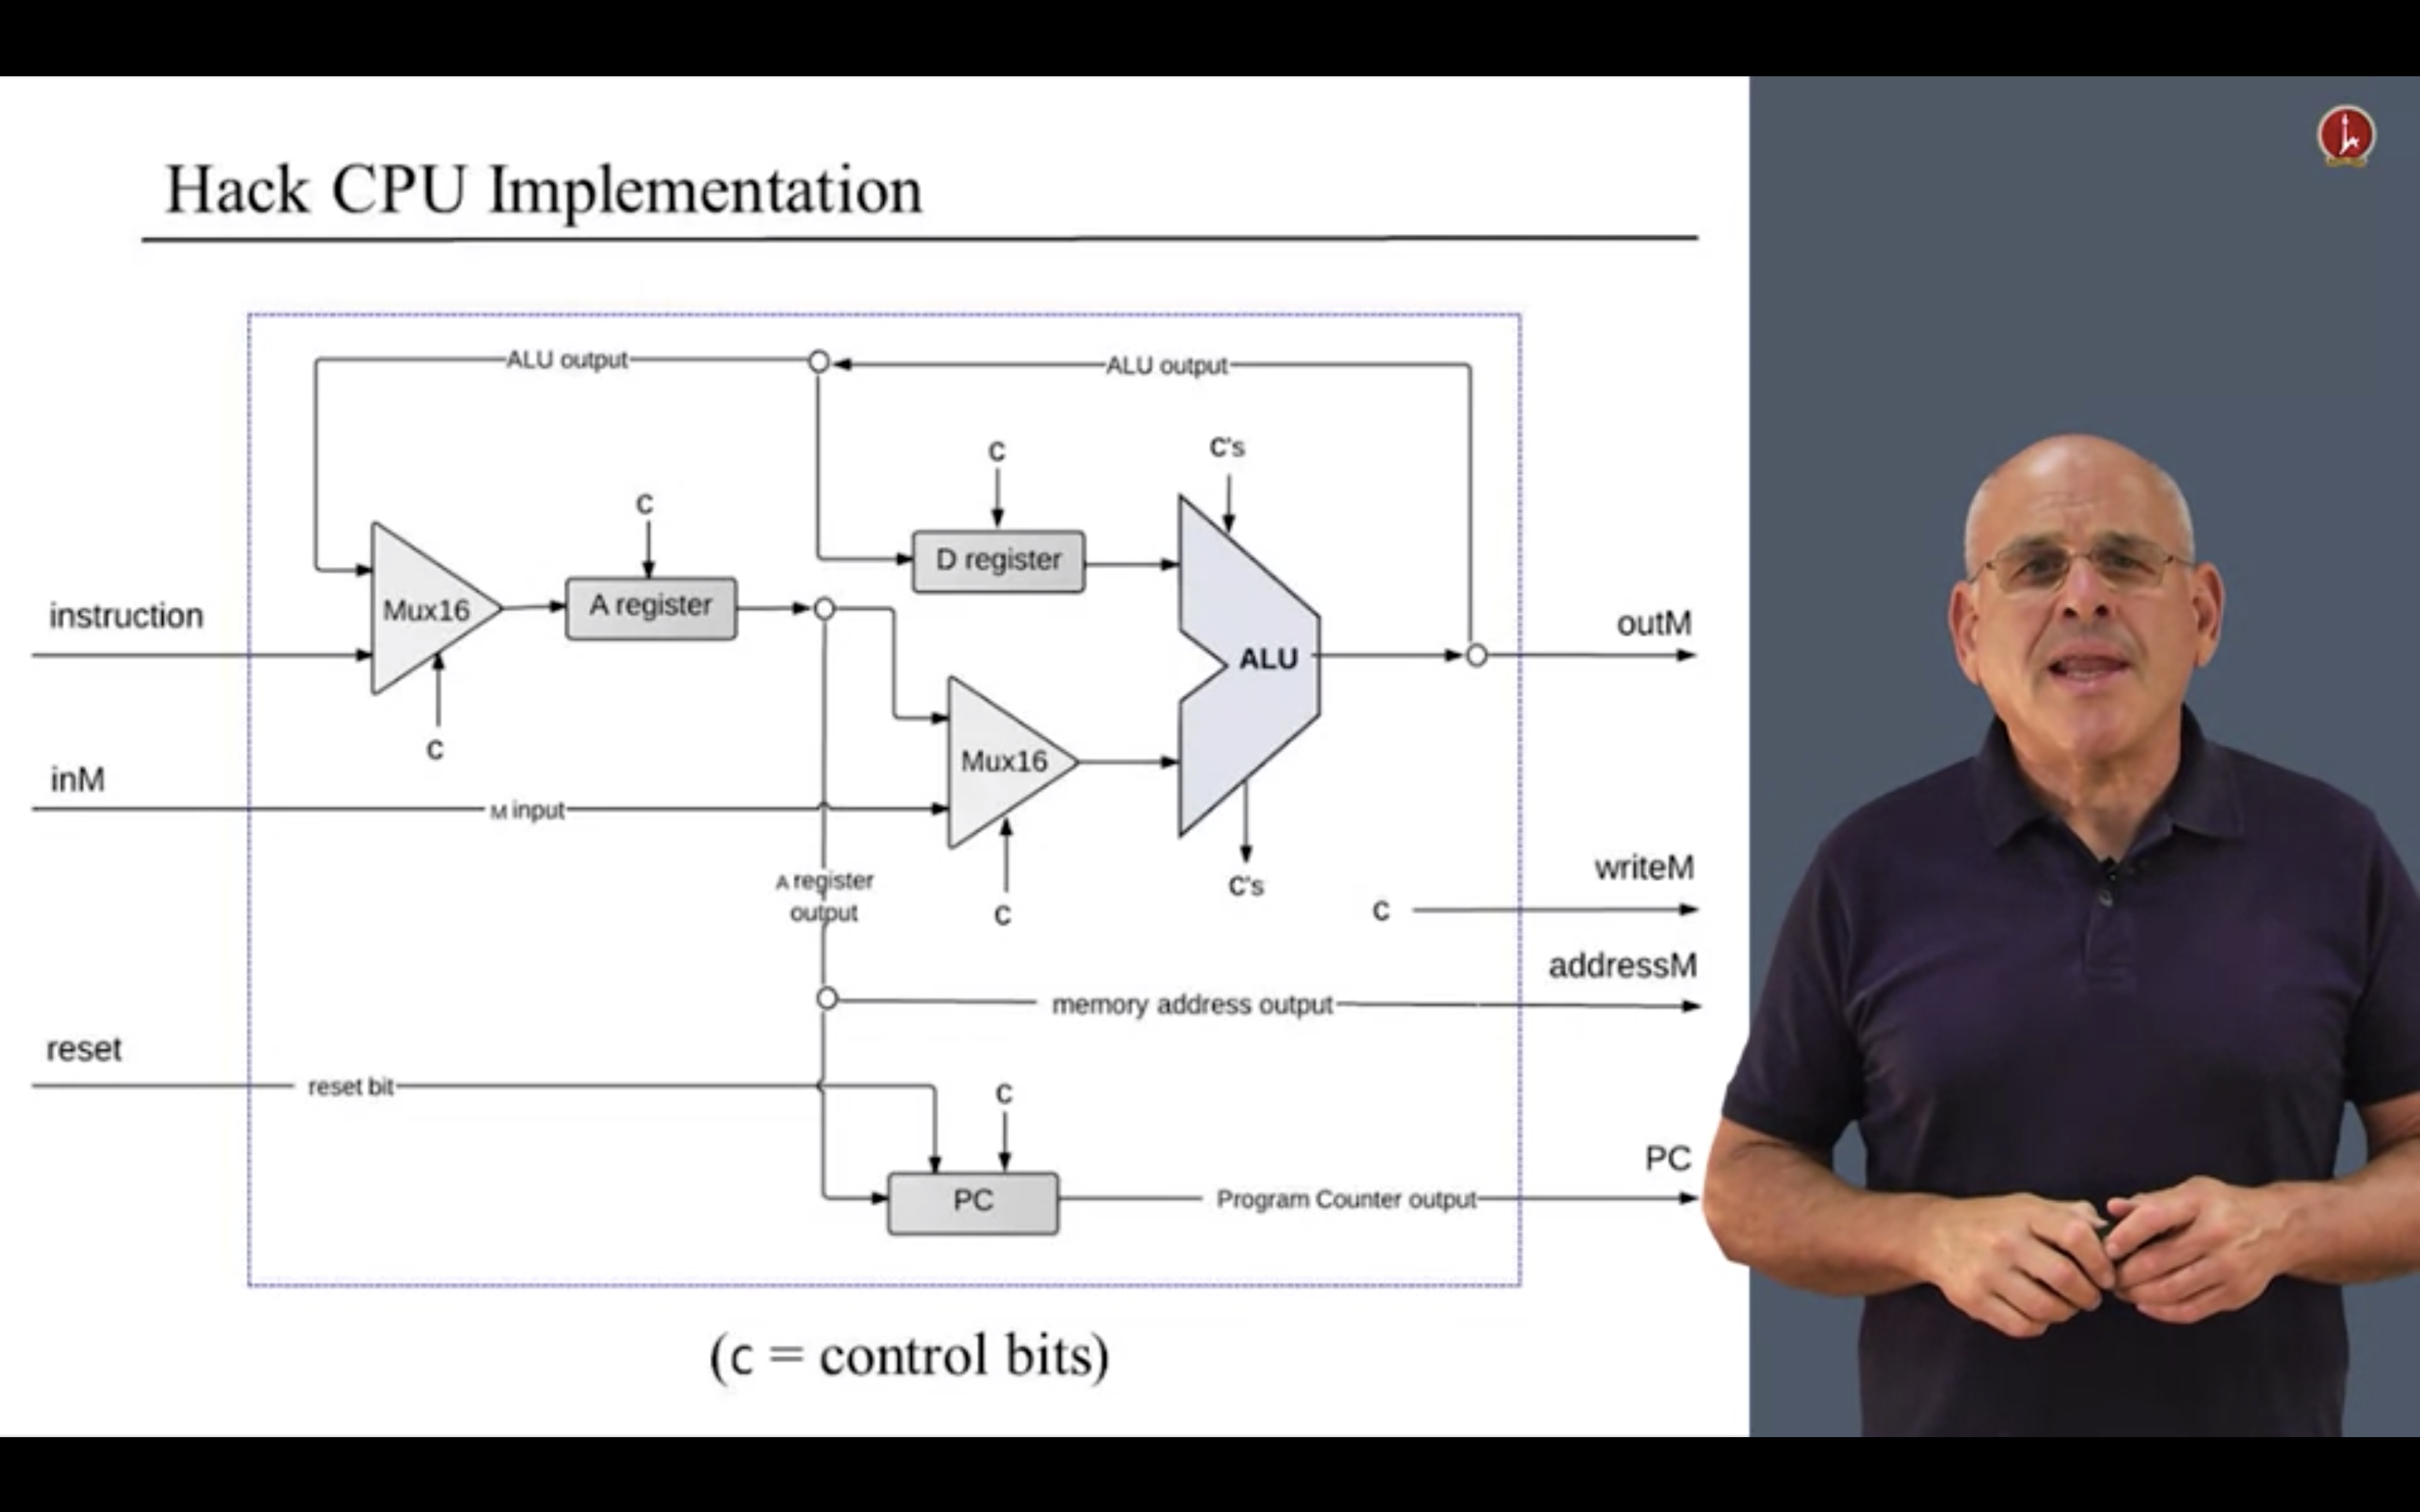 Hack CPU Implementation
ALU output
ALU output
C
C's
C
D register
Mux16
A register
instruction
outM
ALU
C
Mux16
inM
M input
writeM
A register
output
C
C's
C
addressM
memory address output
reset
reset bit
C
PC
PC
Program Counter output
(c = control bits)